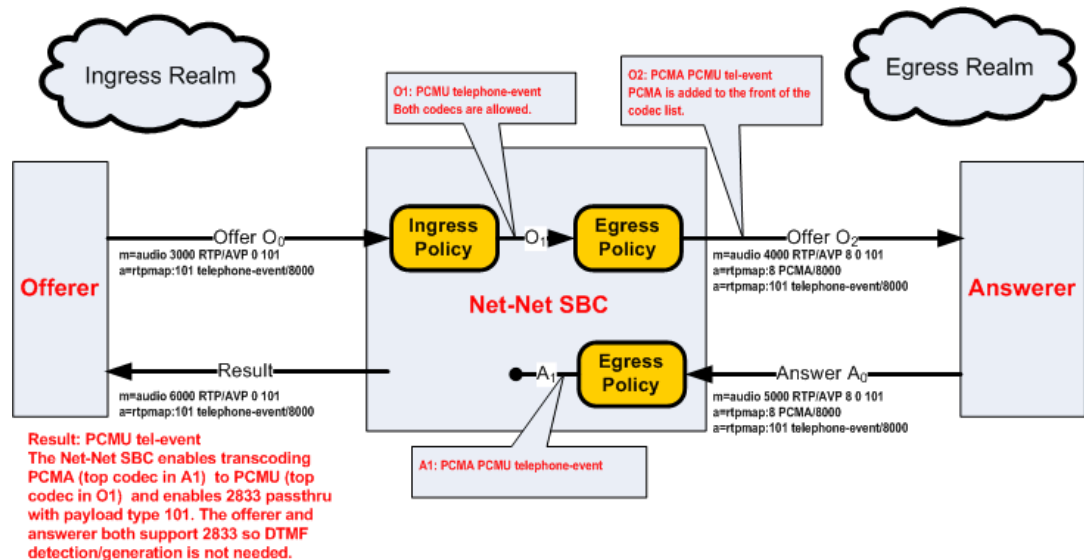 Ingress Realm
Egress Realm
O1: PCMU telephone-event
Both codecs are allowed.
O2: PCMA PCMU tel-event
PCMA is added to the front of the
codec list.
Offerer
Offer O0
m=audio 3000 RTP/AVP 0 101
a=rtpmap:101 telephone-event/8000
Ingress
Policy
O1
Egress
Policy
Offer O2
m=audio 4000 RTP/AVP 8 0 101
a=rtpmap:8 PCMA/8000
a=rtpmap:101 telephone-event/8000
Answerer
Net-Net SBC
Result
m=audio 6000 RTP/AVP 0 101
a=rtpmap:101 telephone-event/8000
A1
Egress
Policy
Answer A0
m=audio 5000 RTP/AVP 8 0 101
a=rtpmap:8 PCMA/8000
a=rtpmap:101 telephone-event/8000
Result: PCMU tel-event
The Net-Net SBC enables transcoding
PCMA (top codec in A1) to PCMU (top
codec in O1) and enables 2833 passthru
with payload type 101. The offerer and
answerer both support 2833 so DTMF
detection/generation is not needed.
A1: PCMA PCMU telephone-event